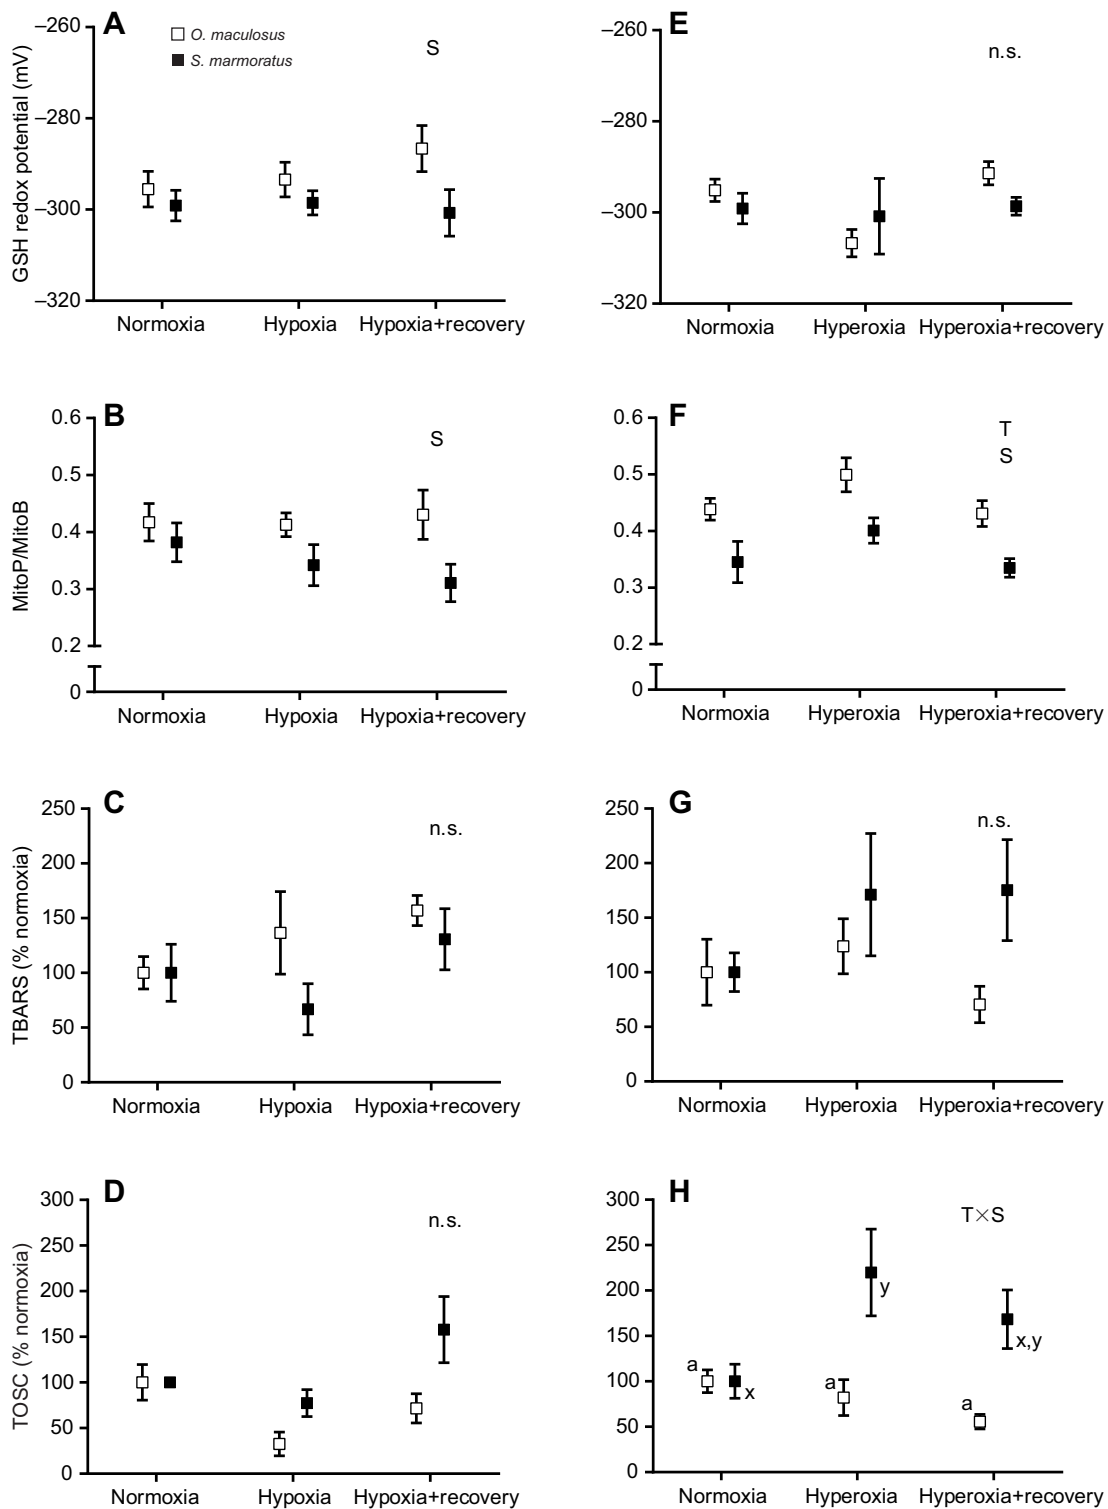 A
O. maculosus
S. marmoratus
S
GSH redox potential (mV)
–260
–280
–300
–320
Normoxia
Hypoxia
Hypoxia+recovery
E
n.s.
–260
–280
–300
–320
Normoxia
Hyperoxia
Hyperoxia+recovery
B
S
MitoP/MitoB
0.6
0.5
0.4
0.3
0.2
0
Normoxia
Hypoxia
Hypoxia+recovery
F
T
S
0.6
0.5
0.4
0.3
0.2
0
Normoxia
Hyperoxia
Hyperoxia+recovery
C
n.s.
TBARS (% normoxia)
250
200
150
100
50
0
Normoxia
Hypoxia
Hypoxia+recovery
G
n.s.
250
200
150
100
50
0
Normoxia
Hyperoxia
Hyperoxia+recovery
D
n.s.
TOSC (% normoxia)
300
250
200
150
100
50
0
Normoxia
Hypoxia
Hypoxia+recovery
H
T×S
300
250
200
150
100
50
0
a
x
a
y
a
x,y
Normoxia
Hyperoxia
Hyperoxia+recovery